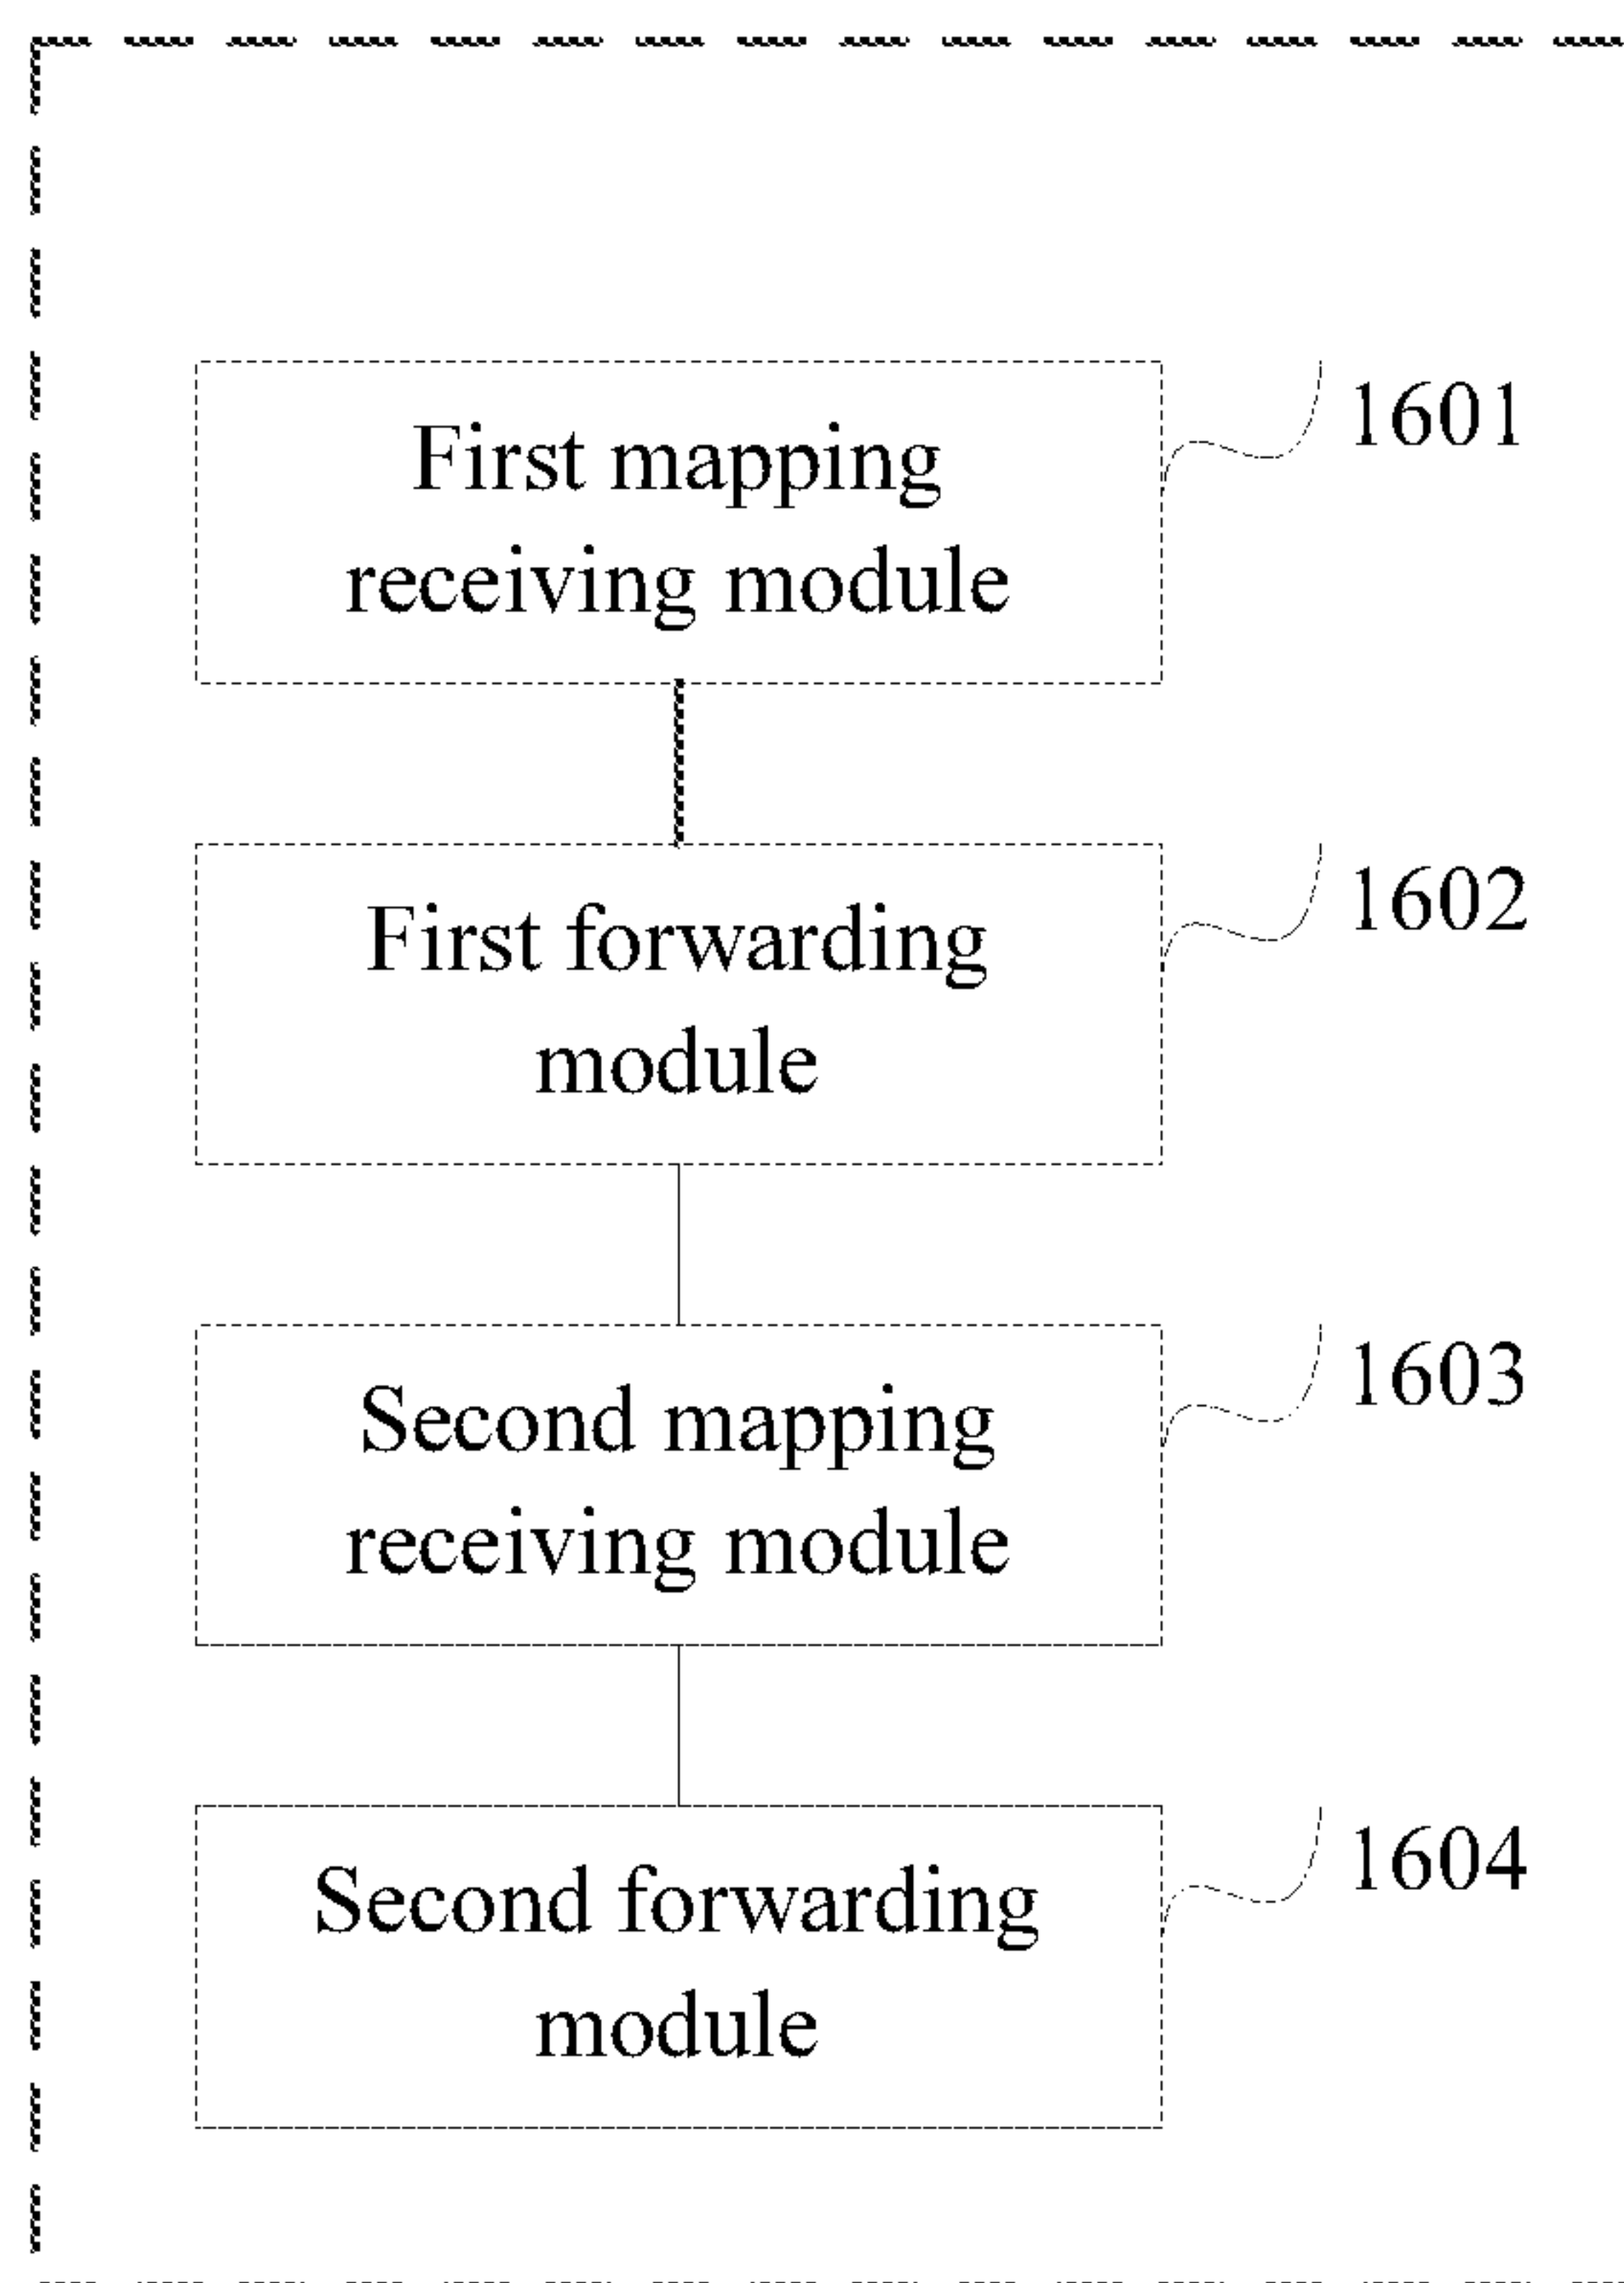 First mapping
receiving module
1601
First forwarding
module
1602
Second mapping
receiving module
1603
Second forwarding
module
1604